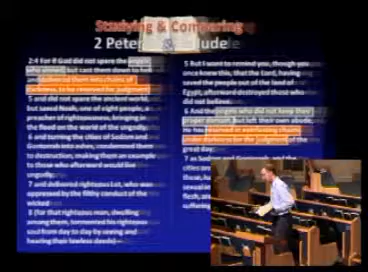 Studying & Comparing
2 Peter & Jude
2:4 For if God did not spare the angels
who sinned, but cast them down to hell
and delivered them into chains of
darkness, to be reserved for judgment;
5 and did not spare the ancient world,
but saved Noah, one of eight people, a
preacher of righteousness, bringing in
the flood on the world of the ungodly;
6 and turning the cities of Sodom and
Gomorrah into ashes, condemned them
to destruction, making them an example
to those who afterward would live
ungodly;
7 and delivered righteous Lot, who was
oppressed by the filthy conduct of the
wicked
8 (for that righteous man, dwelling
among them, tormented his righteous
soul from day to day by seeing and
hearing their lawless deeds)—
5 But I want to remind you, though you
once knew this, that the Lord, having
saved the people out of the land of
Egypt, afterward destroyed those who
did not believe.
6 And the angels who did not keep their
proper domain, but left their own abode,
He has reserved in everlasting chains
under darkness for the judgment of the
great day;
7 as Sodom and Gomorrah, and the
cities
these, ha
sexual im
flesh, are
suffering